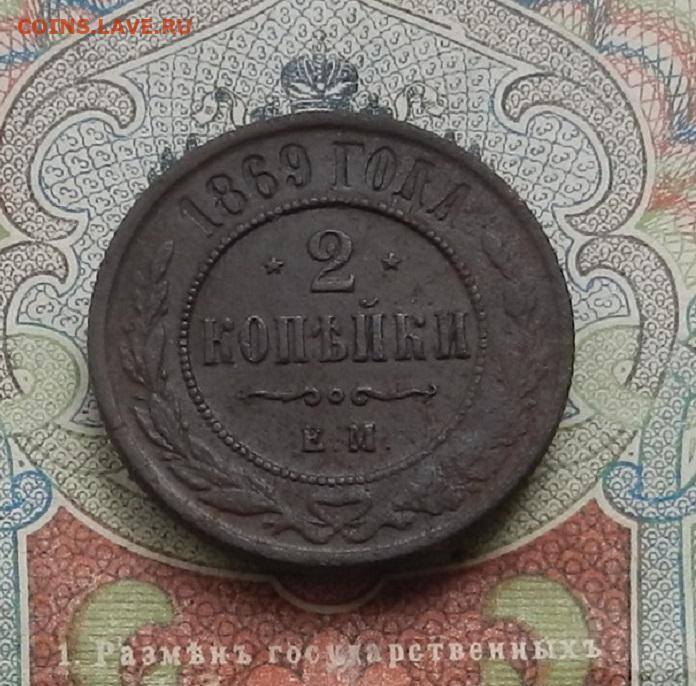 COINS.LAVE.RU
1869 ГОДА
2
КОПѢЙКИ
Е.М.
1. Размѣнъ государственныхъ